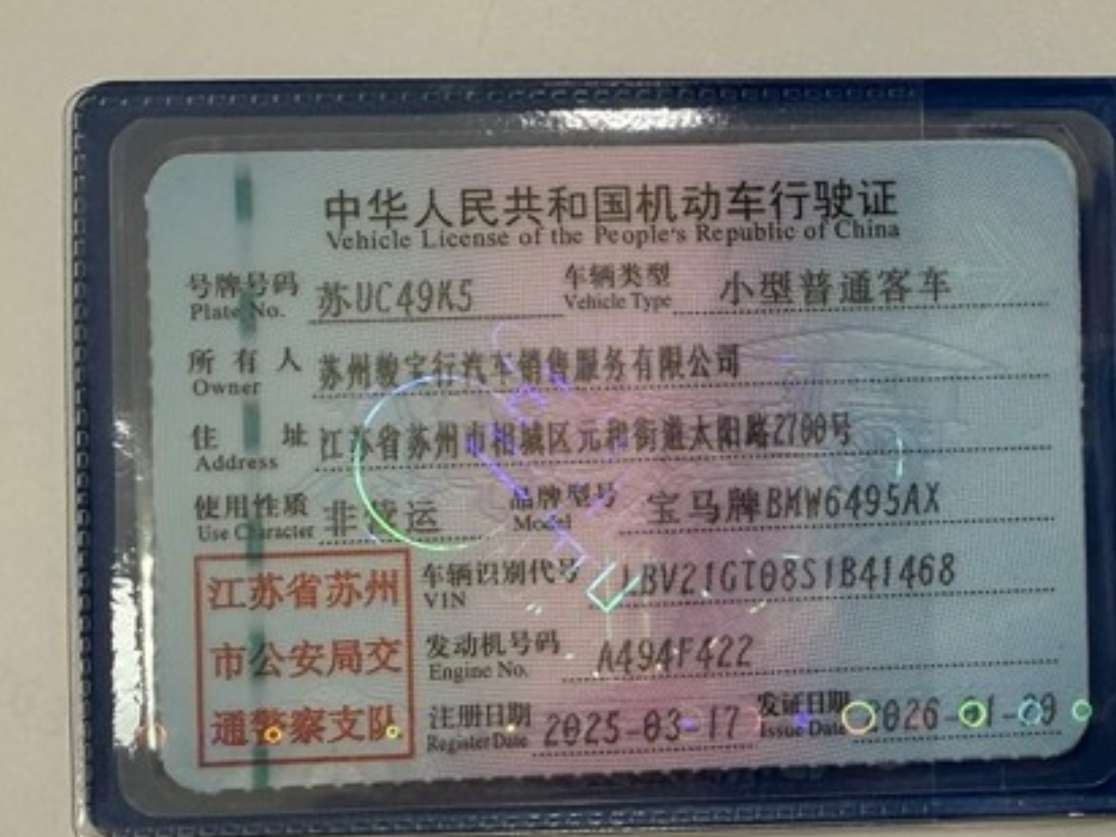 中华人民共和国机动车行驶证
Vehicle License of the People's Republic of China
号牌号码 苏UC49K5 车辆类型 小型普通客车
Plate No. Vehicle Type
所有人 苏州骏宝行汽车销售服务有限公司
Owner
住址 江苏省苏州市相城区元和街道太阳路2700号
Address
使用性质 非营运 品牌型号 宝马牌BMW6495AX
Use Character Model
江苏省苏州
市公安局交
通警察支队
车辆识别代号 LBV21GT08S1B41468
VIN
发动机号码 A494F422
Engine No.
注册日期 2025-03-17 发证日期
Register Date Issue Date